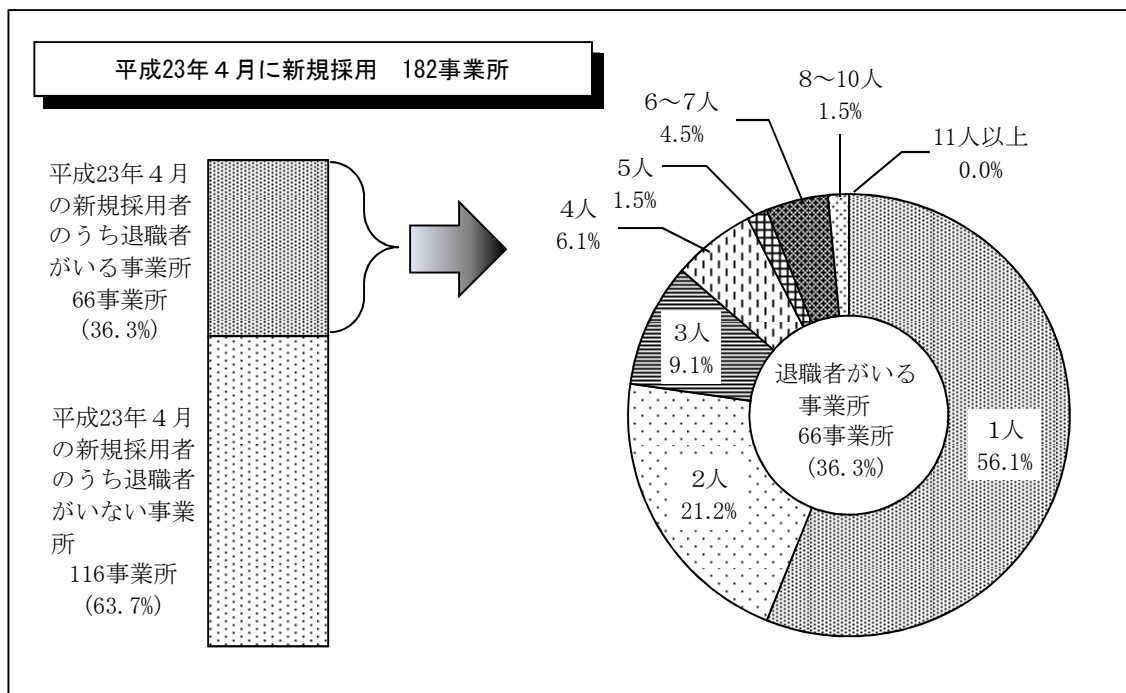 平成23年４月に新規採用　182事業所
平成23年４月
の新規採用者
のうち退職者
がいる事業所
66事業所
(36.3%)
平成23年４月
の新規採用者
のうち退職者
がいない事業
所
116事業所
(63.7%)
8～10人
1.5%
6～7人
4.5%
11人以上
0.0%
5人
1.5%
4人
6.1%
3人
9.1%
2人
21.2%
1人
56.1%
退職者がいる
事業所
66事業所
(36.3%)